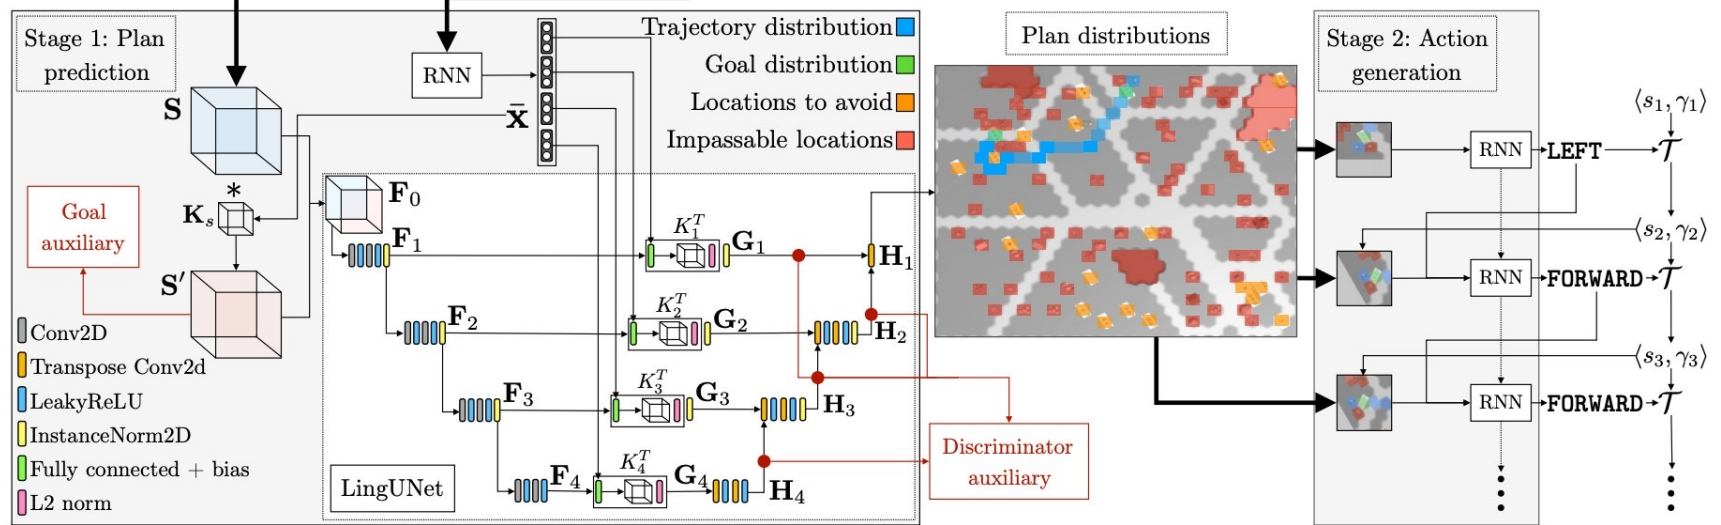 Stage 1: Plan
prediction
RNN
Trajectory distribution
Goal distribution
Locations to avoid
Impassable locations
S
x̄
*
K_s
Goal
auxiliary
S′
F_0
F_1
K_1^T
G_1
H_1
F_2
K_2^T
G_2
H_2
F_3
K_3^T
G_3
H_3
F_4
K_4^T
G_4
H_4
Conv2D
Transpose Conv2d
LeakyReLU
InstanceNorm2D
Fully connected + bias
L2 norm
LingUNet
Discriminator
auxiliary
Plan distributions
Stage 2: Action
generation
⟨s_1, γ_1⟩
RNN
LEFT
𝒯
⟨s_2, γ_2⟩
RNN
FORWARD
𝒯
⟨s_3, γ_3⟩
RNN
FORWARD
𝒯